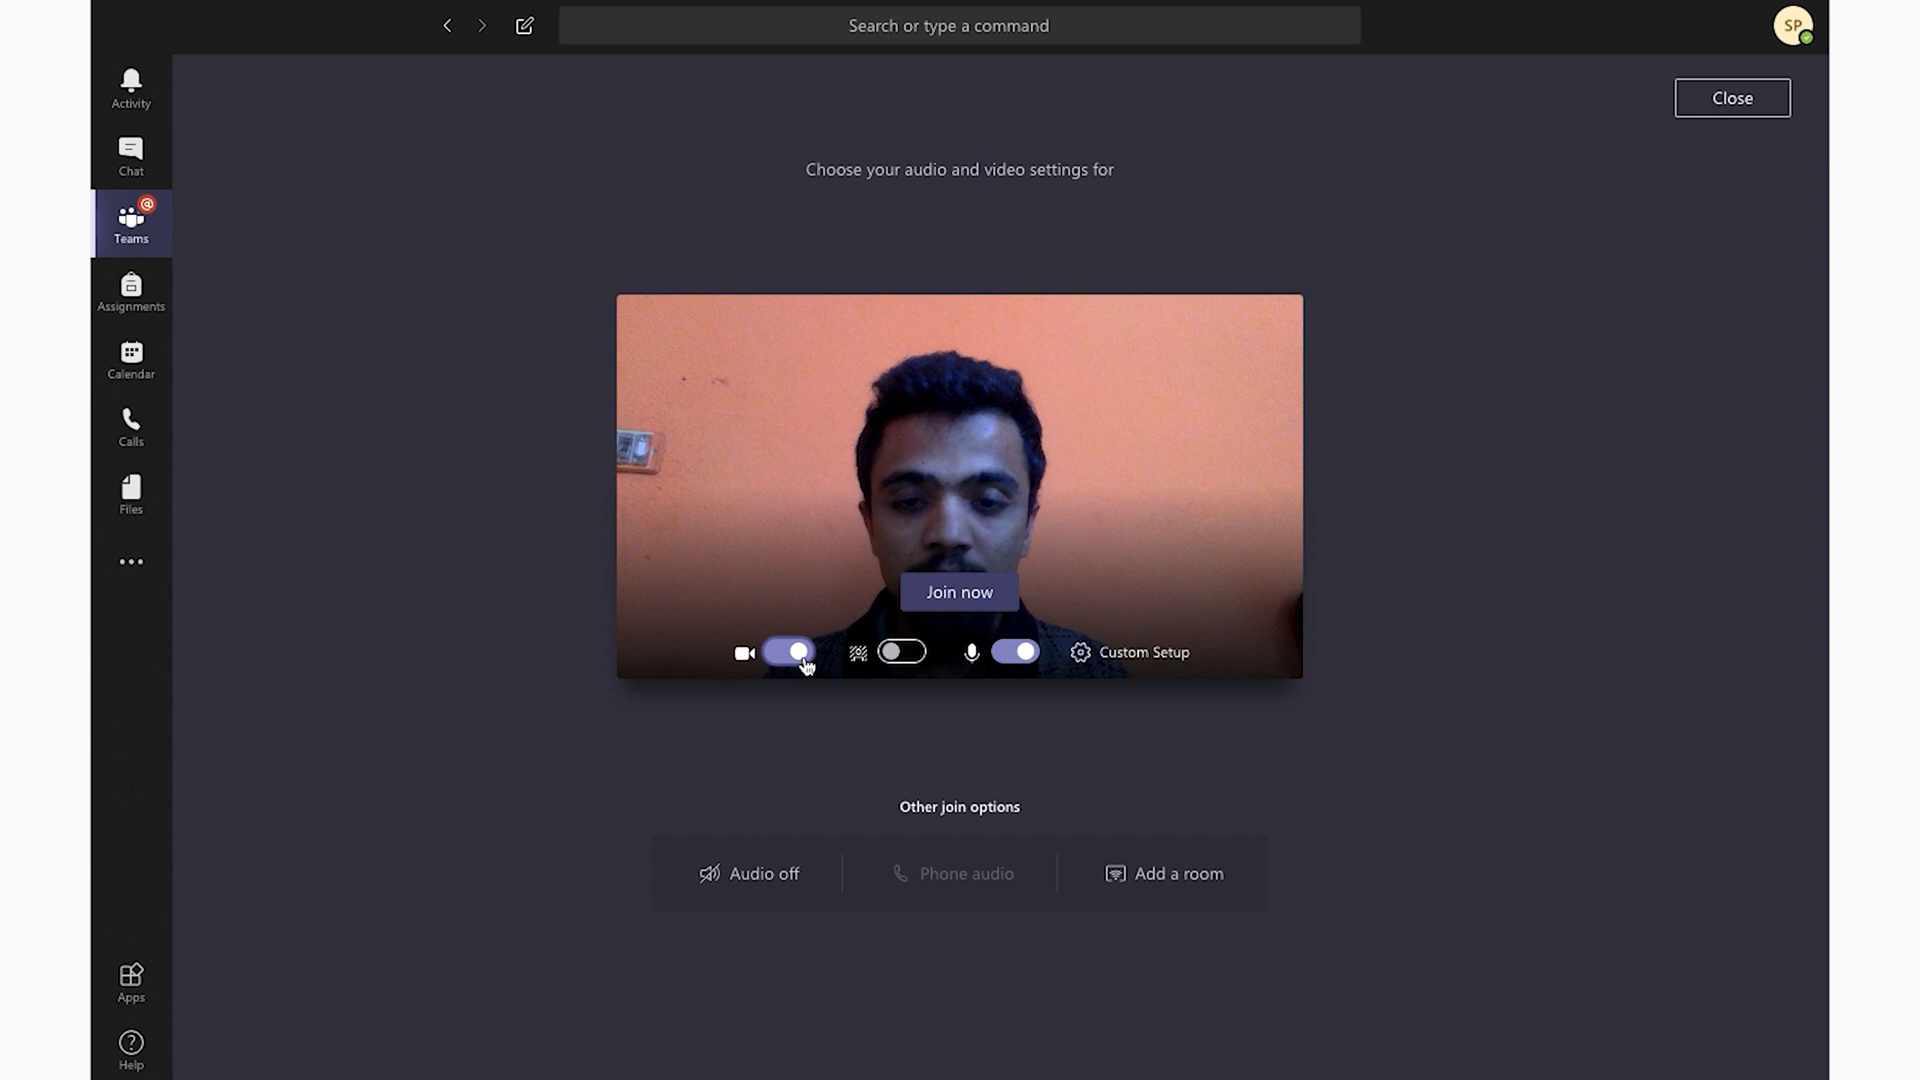 Search or type a command
SP
Activity
Chat
Teams
Assignments
Calendar
Calls
Files
Apps
Help
Close
Choose your audio and video settings for
Join now
Custom Setup
Other join options
Audio off
Phone audio
Add a room